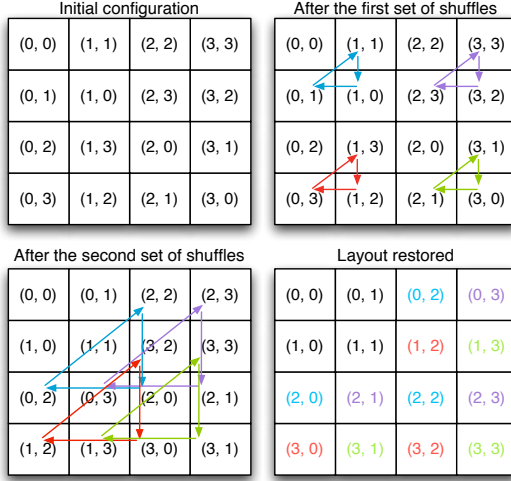 Initial configuration
(0, 0) (1, 1) (2, 2) (3, 3)
(0, 1) (1, 0) (2, 3) (3, 2)
(0, 2) (1, 3) (2, 0) (3, 1)
(0, 3) (1, 2) (2, 1) (3, 0)
After the first set of shuffles
(0, 0) (1, 1) (2, 2) (3, 3)
(0, 1) (1, 0) (2, 3) (3, 2)
(0, 2) (1, 3) (2, 0) (3, 1)
(0, 3) (1, 2) (2, 1) (3, 0)
After the second set of shuffles
(0, 0) (0, 1) (2, 2) (2, 3)
(1, 0) (1, 1) (3, 2) (3, 3)
(0, 2) (0, 3) (2, 0) (2, 1)
(1, 2) (1, 3) (3, 0) (3, 1)
Layout restored
(0, 0) (0, 1) (0, 2) (0, 3)
(1, 0) (1, 1) (1, 2) (1, 3)
(2, 0) (2, 1) (2, 2) (2, 3)
(3, 0) (3, 1) (3, 2) (3, 3)